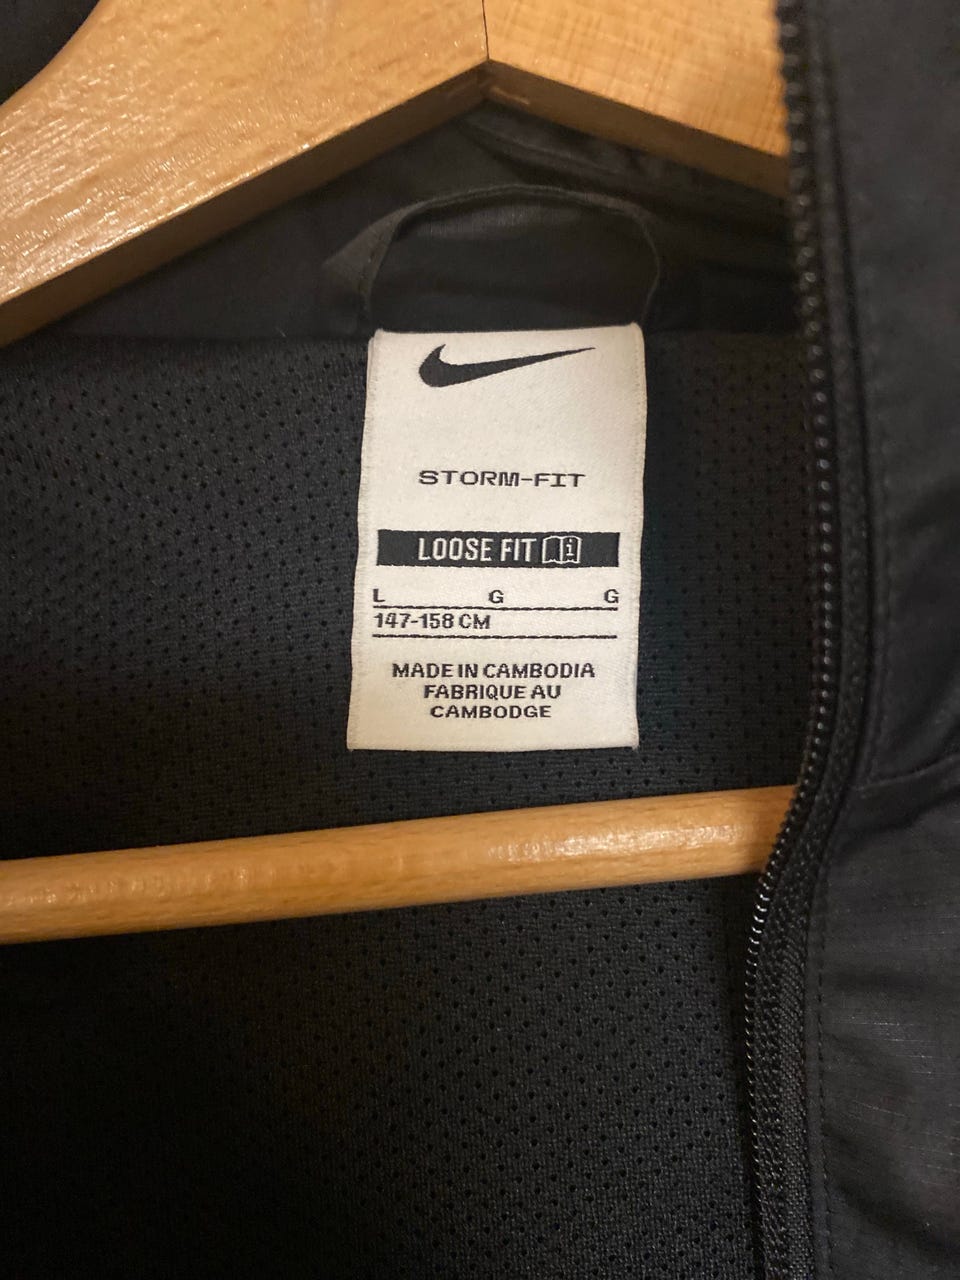 STORM-FIT
LOOSE FIT
L G G
147-158 CM
MADE IN CAMBODIA
FABRIQUE AU
CAMBODGE